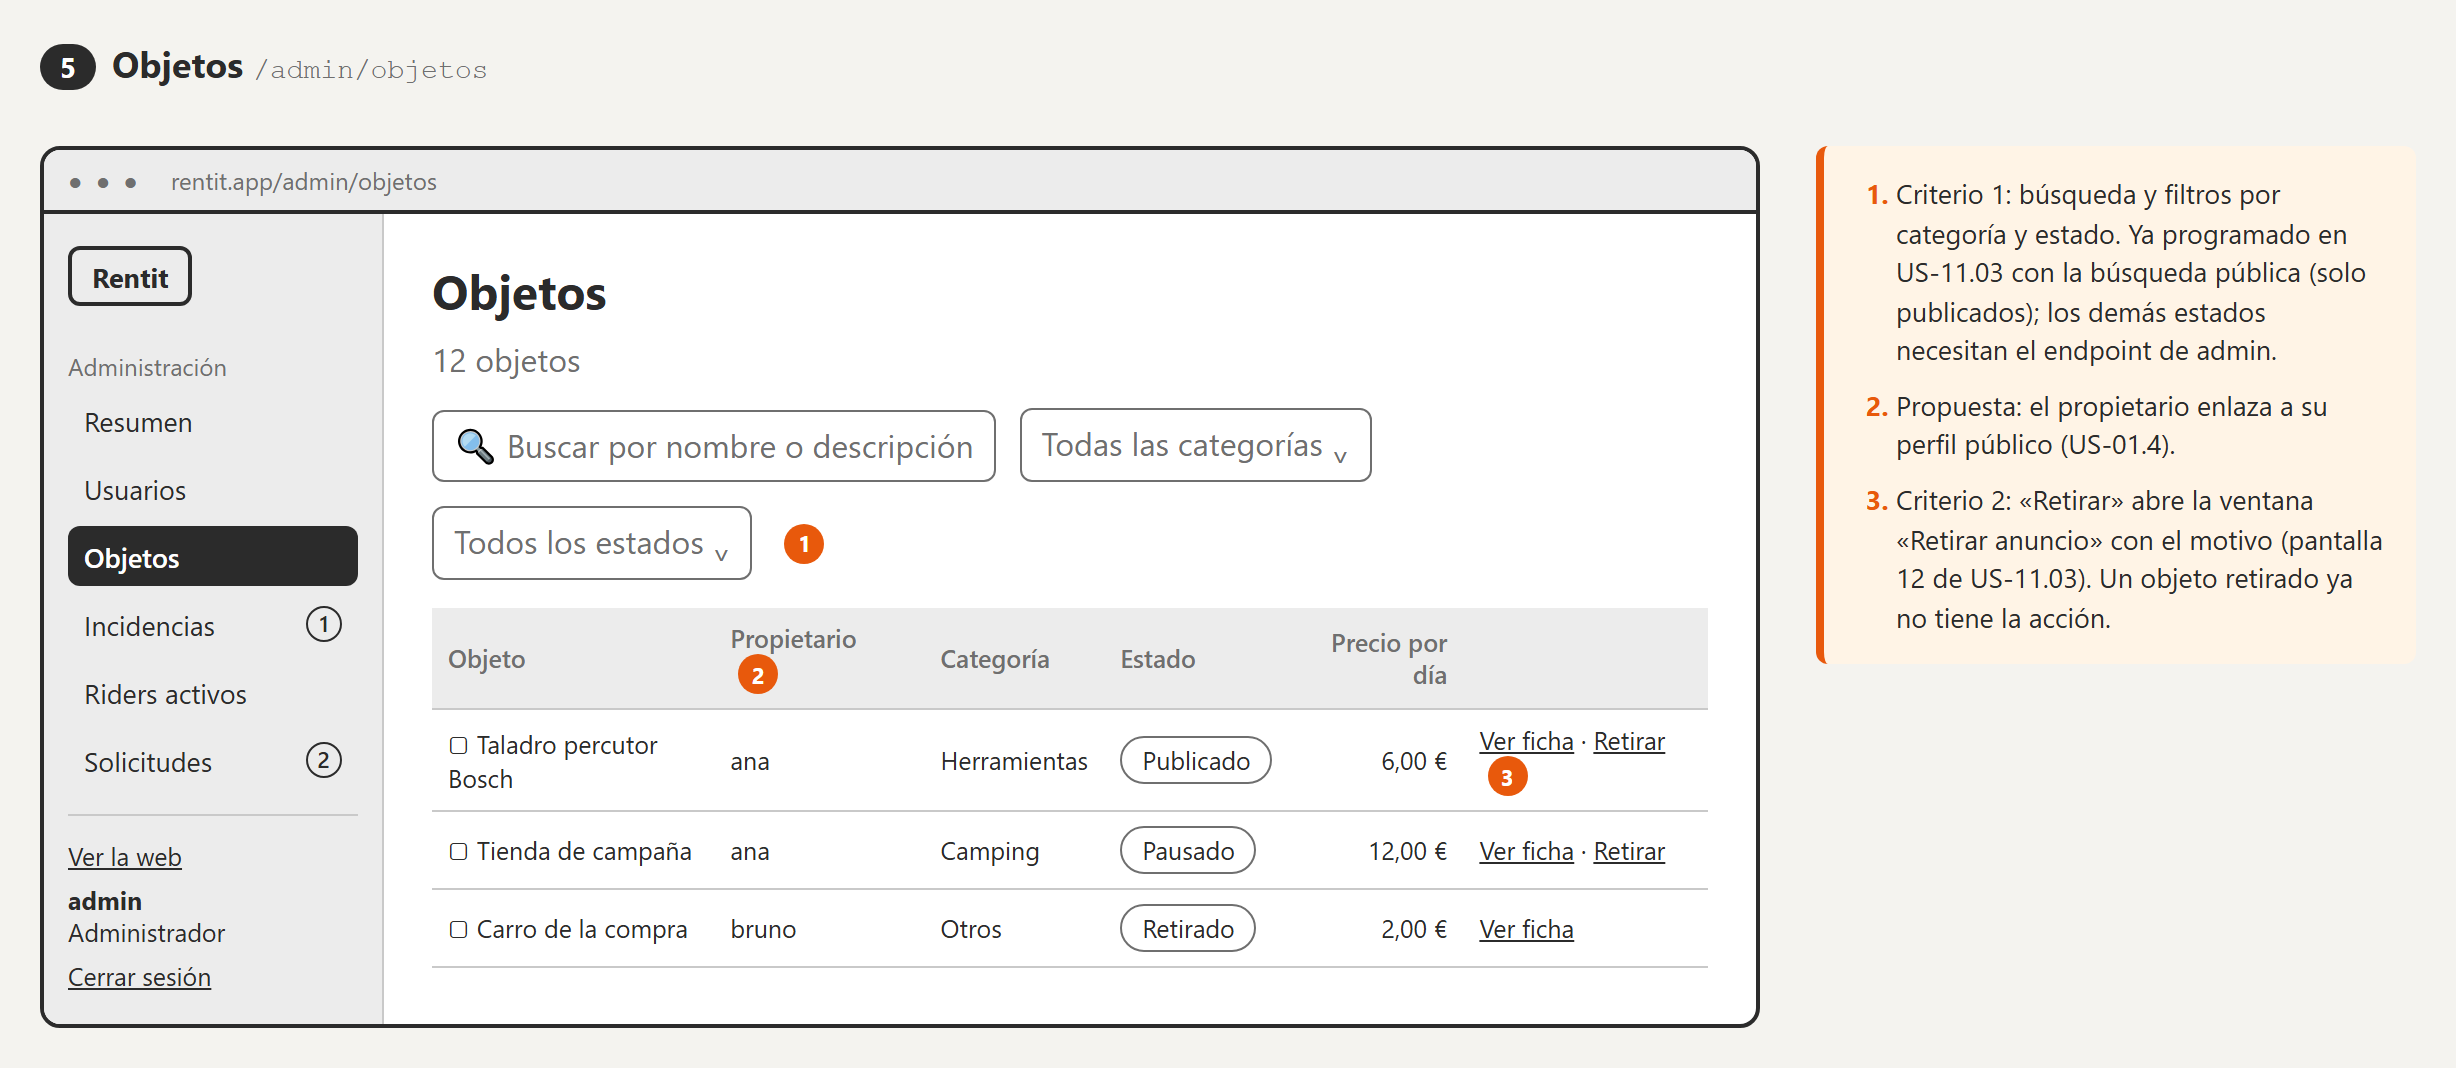 5 Objetos /admin/objetos
rentit.app/admin/objetos
Rentit
Administración
Resumen
Usuarios
Objetos
Incidencias 1
Riders activos
Solicitudes 2
Ver la web
admin
Administrador
Cerrar sesión
Objetos
12 objetos
Buscar por nombre o descripción
Todas las categorías
Todos los estados
1
Objeto
Propietario
2
Categoría
Estado
Precio por
día
Taladro percutor
Bosch
ana
Herramientas
Publicado
6,00 €
Ver ficha · Retirar
3
Tienda de campaña
ana
Camping
Pausado
12,00 €
Ver ficha · Retirar
Carro de la compra
bruno
Otros
Retirado
2,00 €
Ver ficha
1. Criterio 1: búsqueda y filtros por
categoría y estado. Ya programado en
US-11.03 con la búsqueda pública (solo
publicados); los demás estados
necesitan el endpoint de admin.
2. Propuesta: el propietario enlaza a su
perfil público (US-01.4).
3. Criterio 2: «Retirar» abre la ventana
«Retirar anuncio» con el motivo (pantalla
12 de US-11.03). Un objeto retirado ya
no tiene la acción.